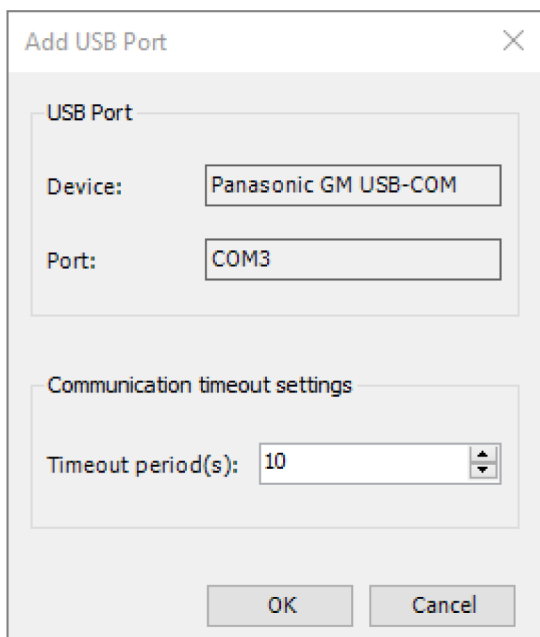 Add USB Port
USB Port
Device: Panasonic GM USB-COM
Port: COM3
Communication timeout settings
Timeout period(s): 10
OK Cancel